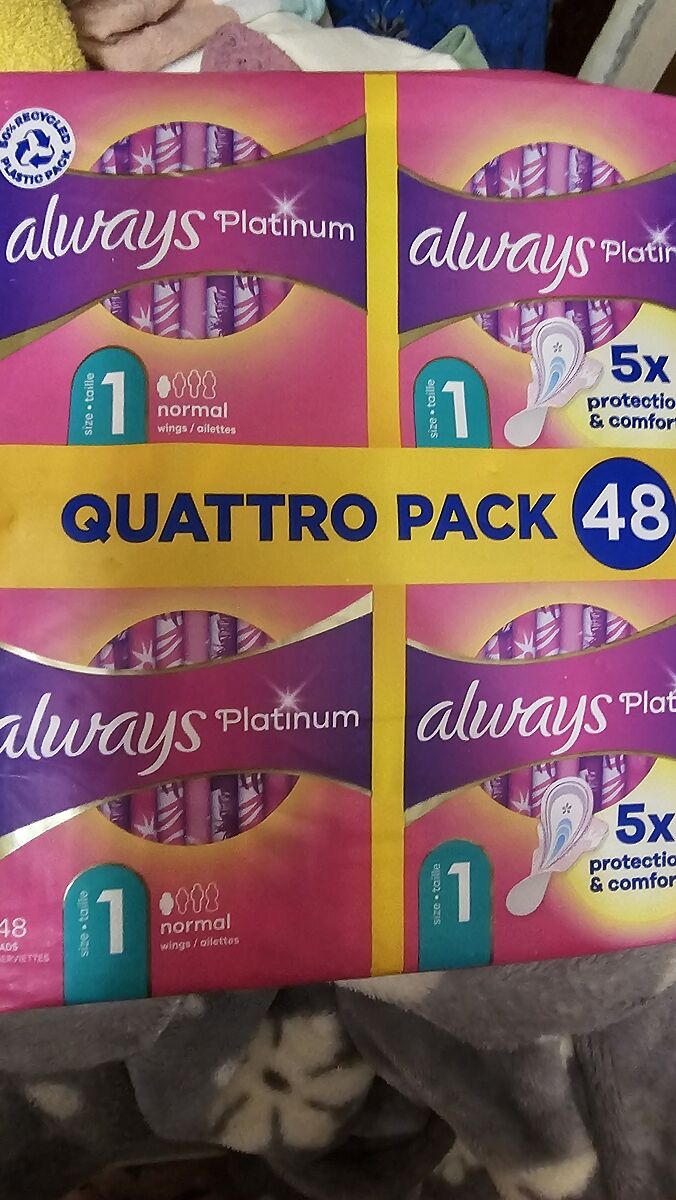 50% RECYCLED
PLASTIC PACK
always Platinum
size • taille
1
normal
wings / ailettes
always Platin
size • taille
1
5x
protectio
& comfor
QUATTRO PACK 48
always Platinum
size • taille
1
normal
wings / ailettes
48
ADS
ERVIETTES
always Plat
size • taille
1
5x
protectio
& comfor